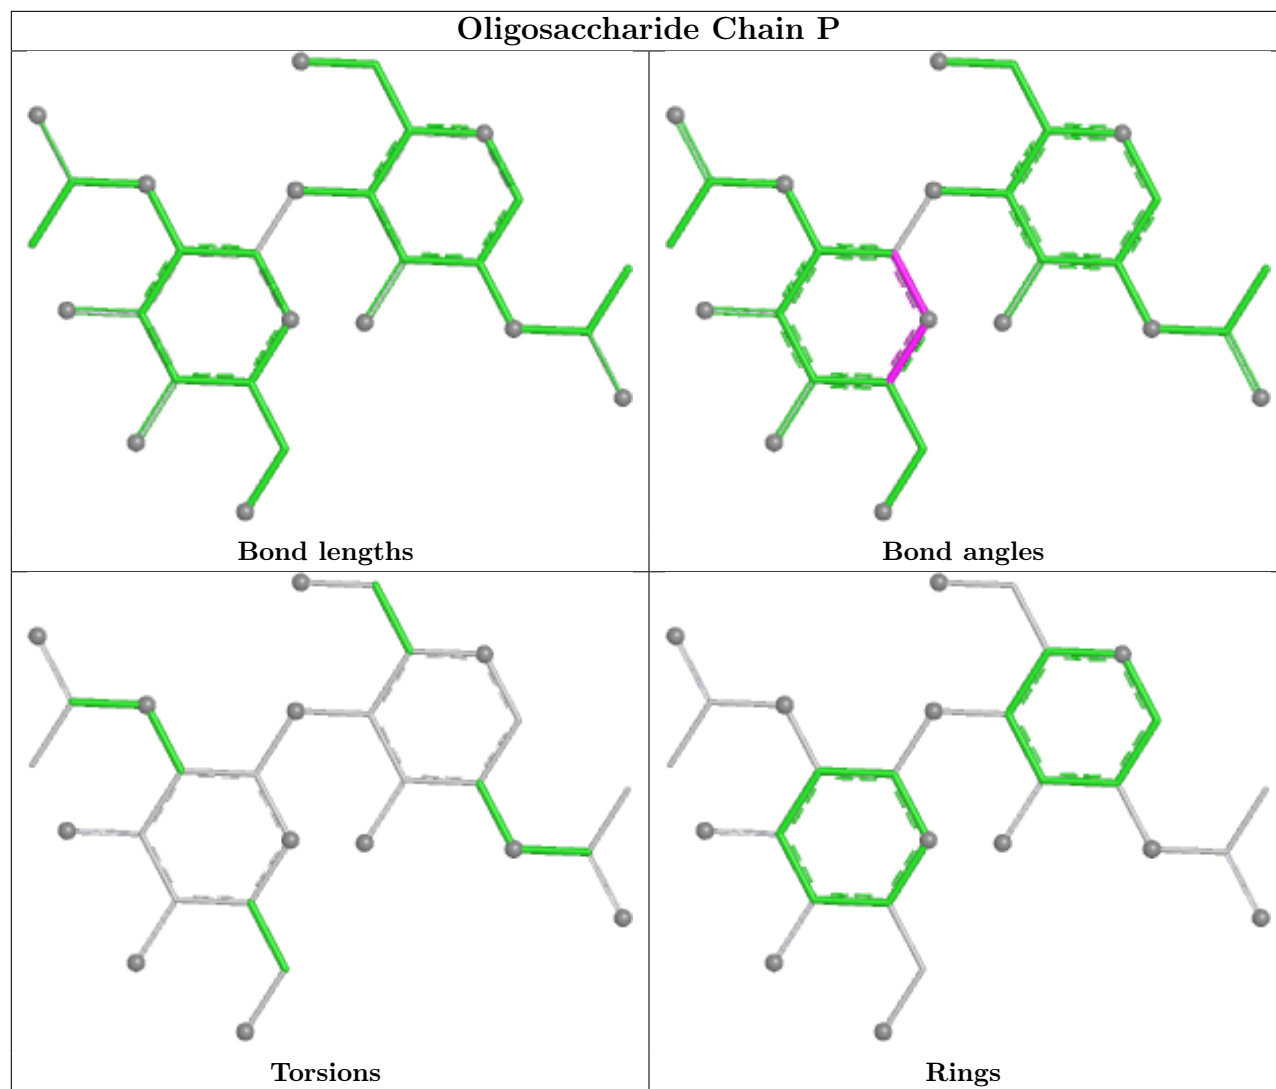 Oligosaccharide Chain P
Bond lengths
Bond angles
Torsions
Rings